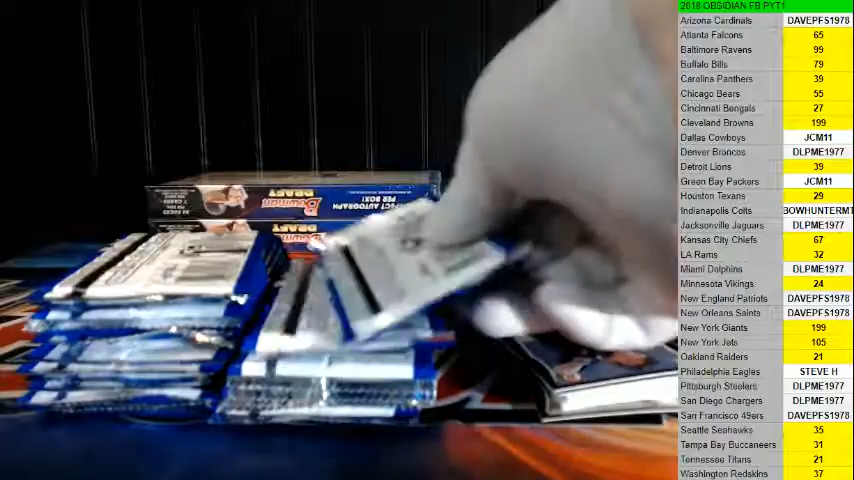 2018 OBSIDIAN FB PYT1
Arizona Cardinals DAVEPFS1978
Atlanta Falcons 65
Baltimore Ravens 99
Buffalo Bills 79
Carolina Panthers 39
Chicago Bears 55
Cincinnati Bengals 27
Cleveland Browns 199
Dallas Cowboys JCM11
Denver Broncos DLPME1977
Detroit Lions 39
Green Bay Packers JCM11
Houston Texans 29
Indianapolis Colts BOWHUNTERMT
Jacksonville Jaguars DLPME1977
Kansas City Chiefs 67
LA Rams 32
Miami Dolphins DLPME1977
Minnesota Vikings 24
New England Patriots DAVEPFS1978
New Orleans Saints DAVEPFS1978
New York Giants 199
New York Jets 105
Oakland Raiders 21
Philadelphia Eagles STEVE H
Pittsburgh Steelers DLPME1977
San Diego Chargers DLPME1977
San Francisco 49ers DAVEPFS1978
Seattle Seahawks 35
Tampa Bay Buccaneers 31
Tennessee Titans 21
Washington Redskins 37
Bowman
DRAFT
PER BOX!